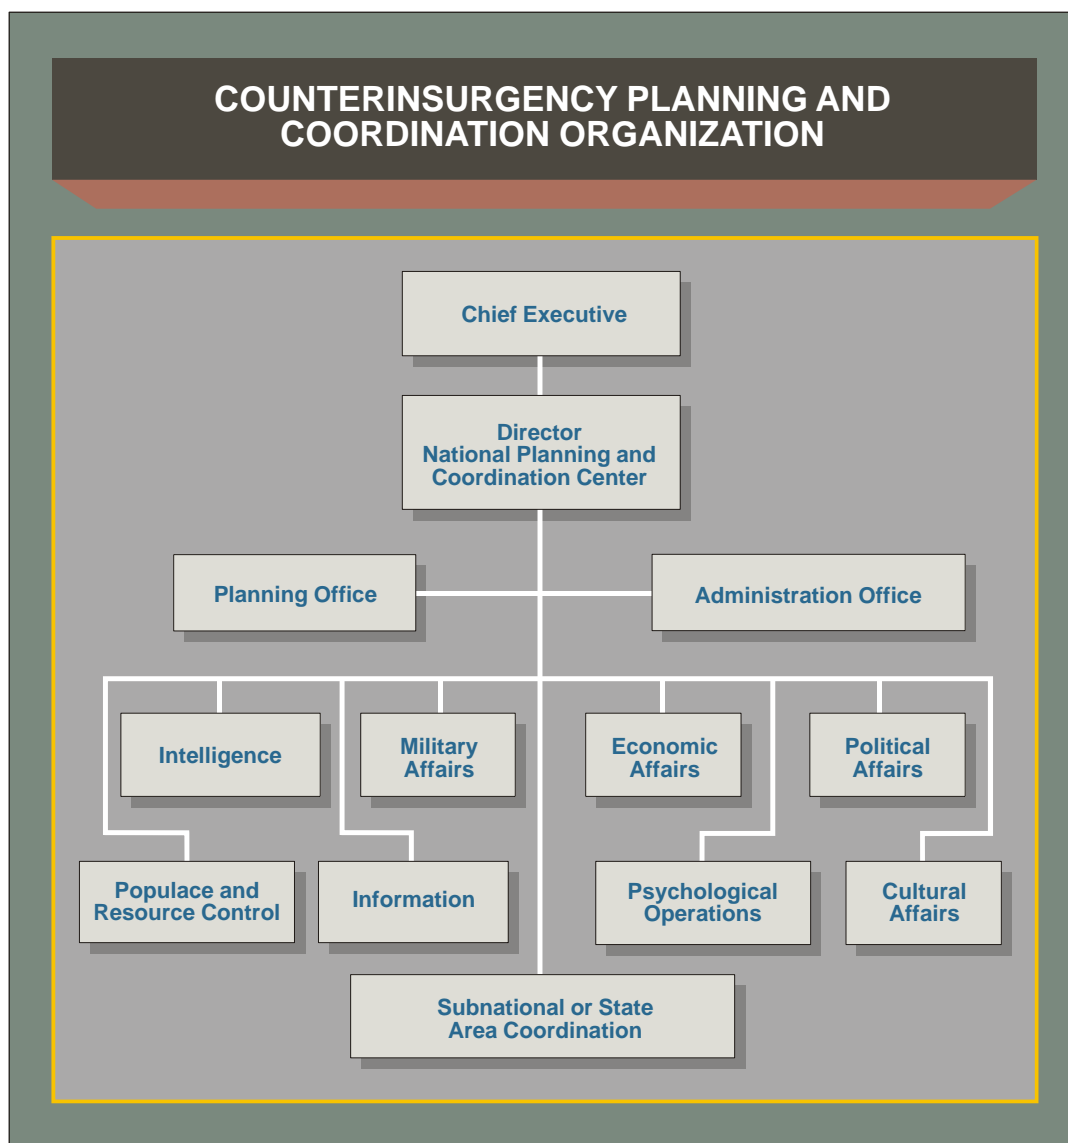 COUNTERINSURGENCY PLANNING AND
COORDINATION ORGANIZATION
Chief Executive
Director
National Planning and
Coordination Center
Planning Office
Administration Office
Intelligence
Military
Affairs
Economic
Affairs
Political
Affairs
Populace and
Resource Control
Information
Psychological
Operations
Cultural
Affairs
Subnational or State
Area Coordination